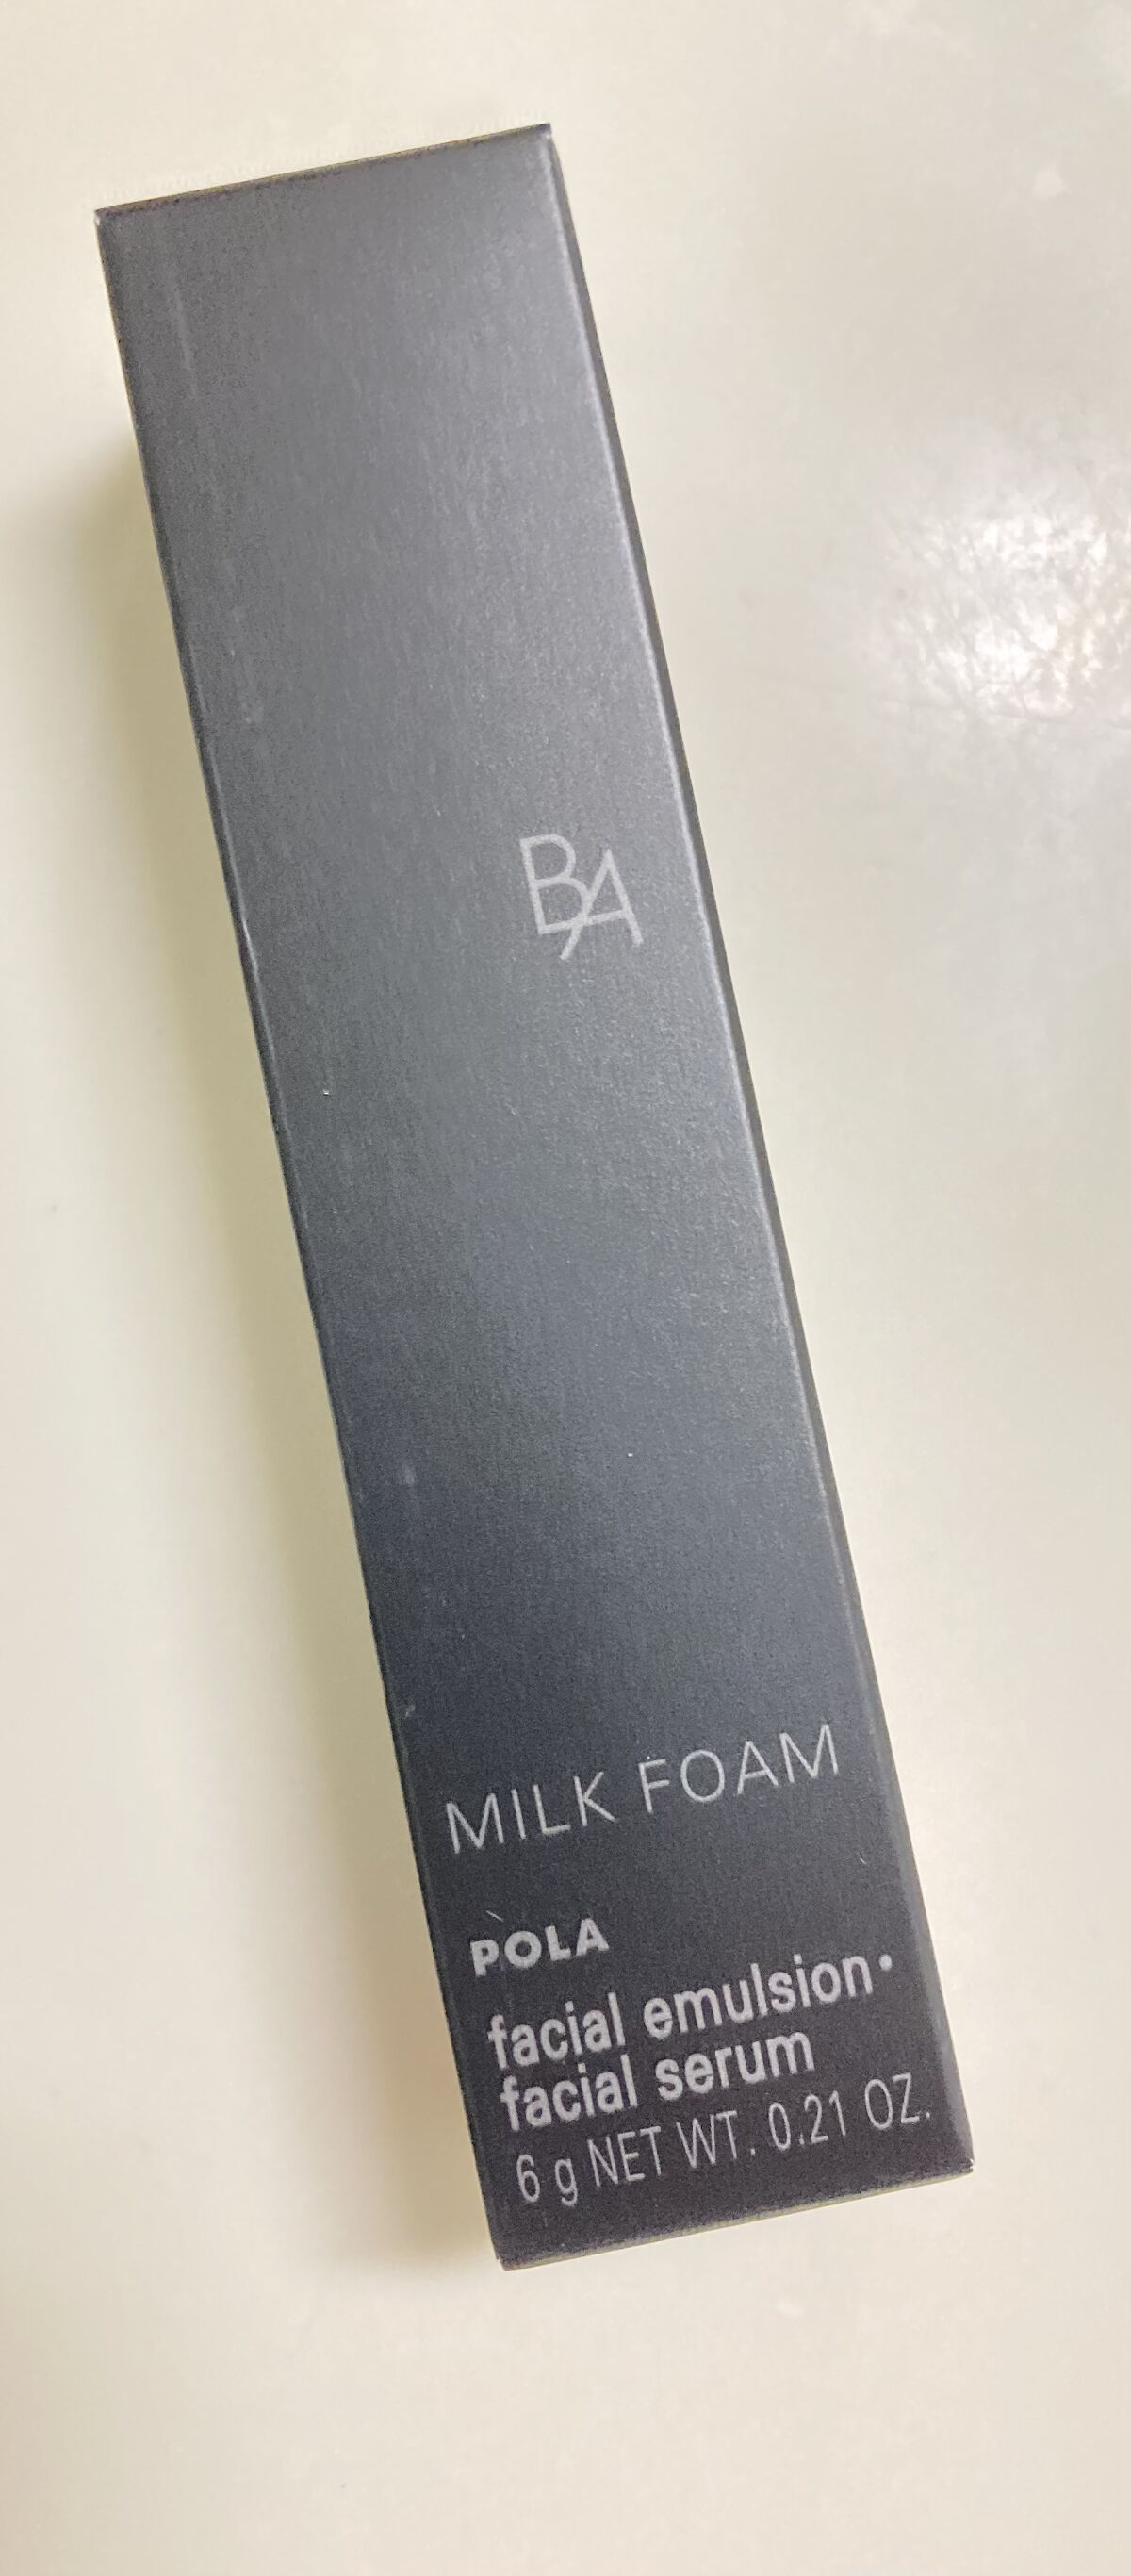 BA
MILK FOAM
POLA
facial emulsion・
facial serum
6 g NET WT. 0.21 OZ.